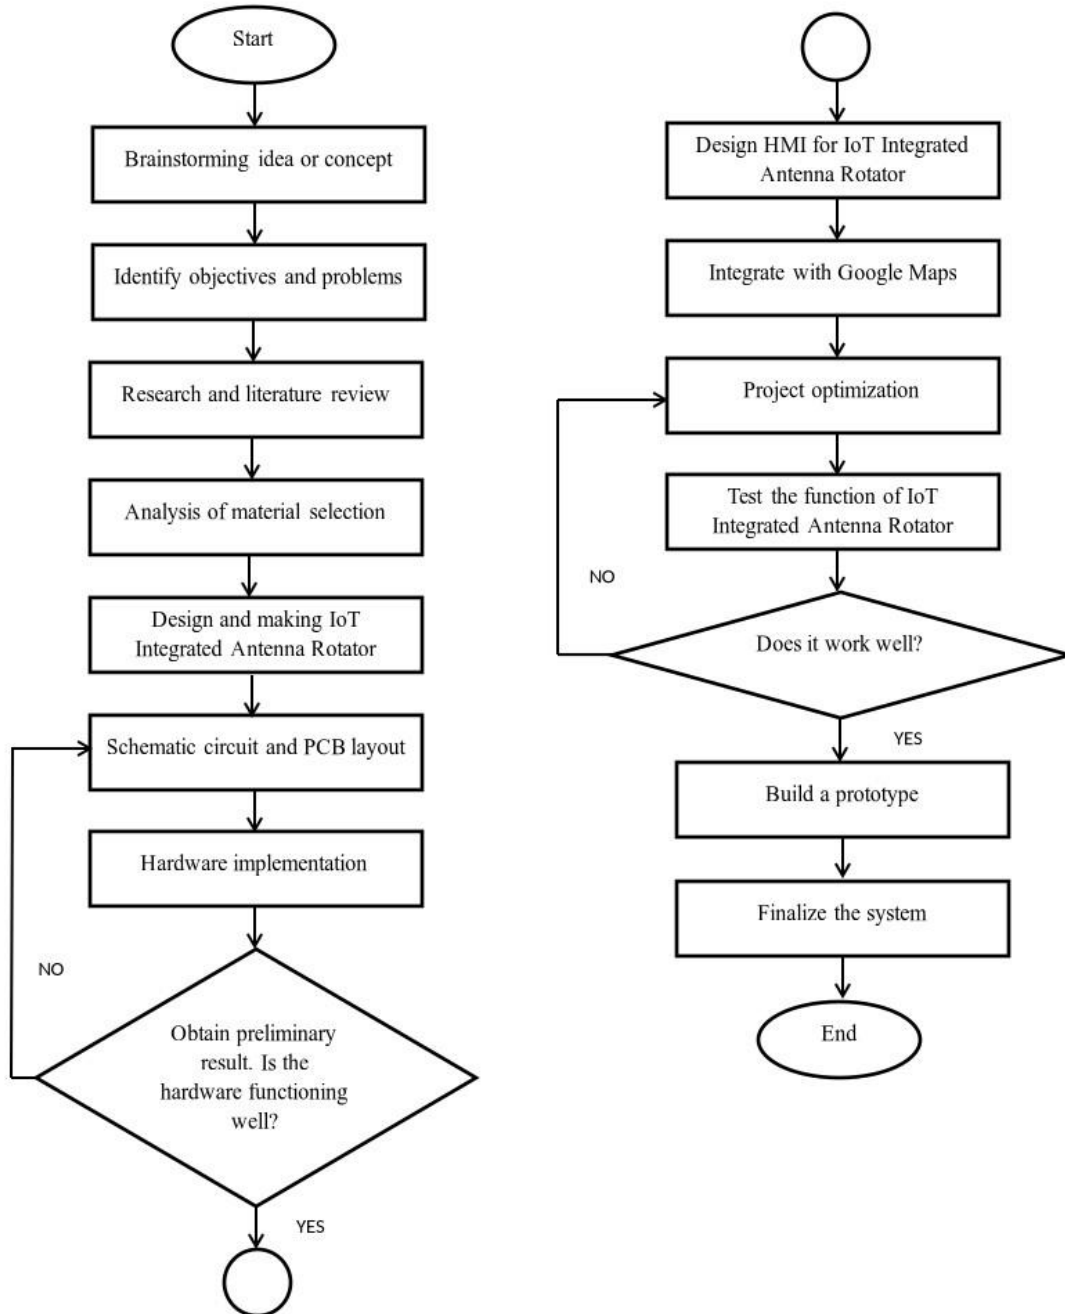 Start
Brainstorming idea or concept
Identify objectives and problems
Research and literature review
Analysis of material selection
Design and making IoT
Integrated Antenna Rotator
Schematic circuit and PCB layout
Hardware implementation
NO
Obtain preliminary
result. Is the
hardware functioning
well?
YES
Design HMI for IoT Integrated
Antenna Rotator
Integrate with Google Maps
Project optimization
Test the function of IoT
Integrated Antenna Rotator
NO
Does it work well?
YES
Build a prototype
Finalize the system
End